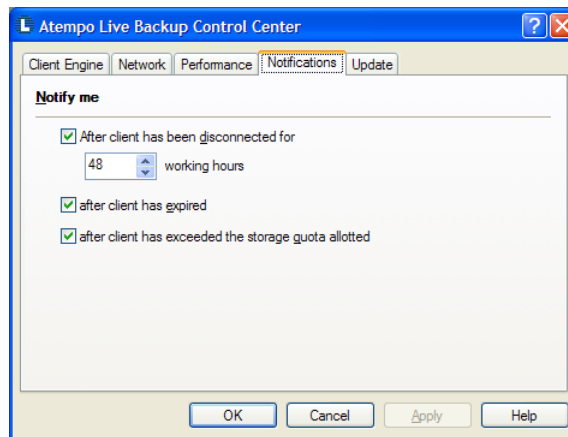 L Atempo Live Backup Control Center ? X
Client Engine Network Performance Notifications Update
Notify me
After client has been disconnected for
48 working hours
after client has expired
after client has exceeded the storage quota allotted
OK Cancel Apply Help